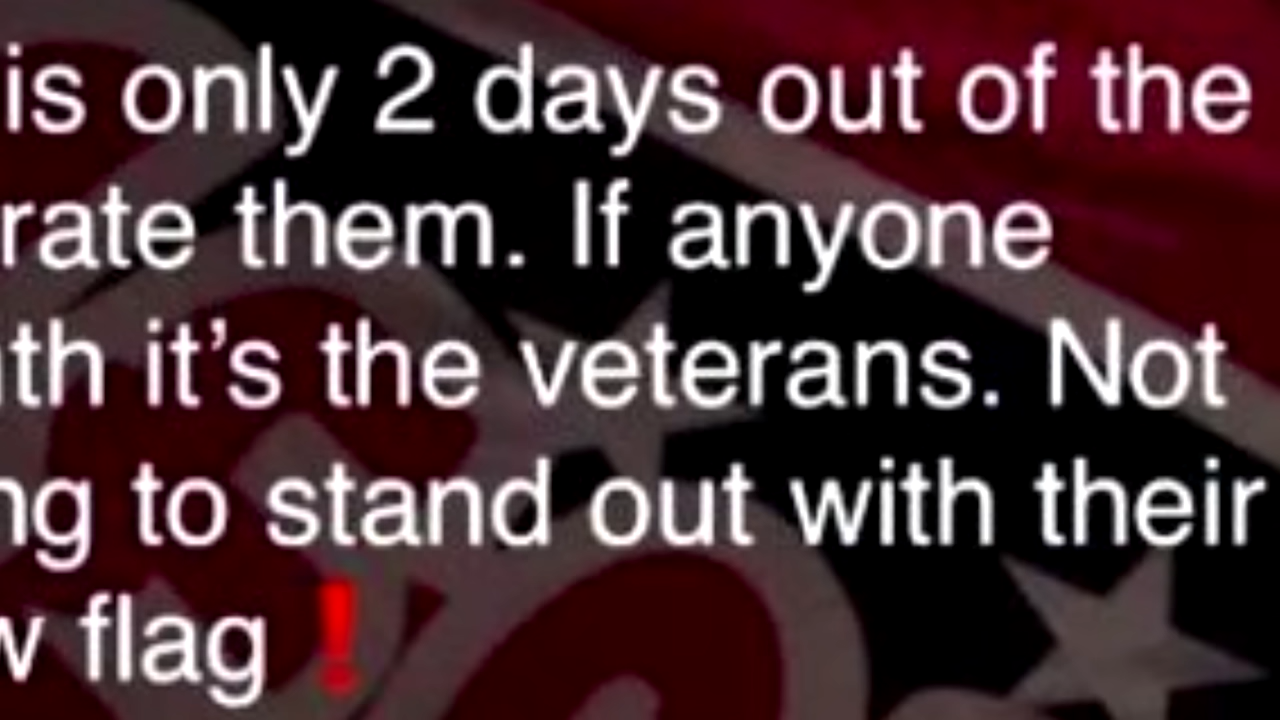 is only 2 days out of the
rate them. If anyone
nth it's the veterans. Not
ng to stand out with their
w flag❗